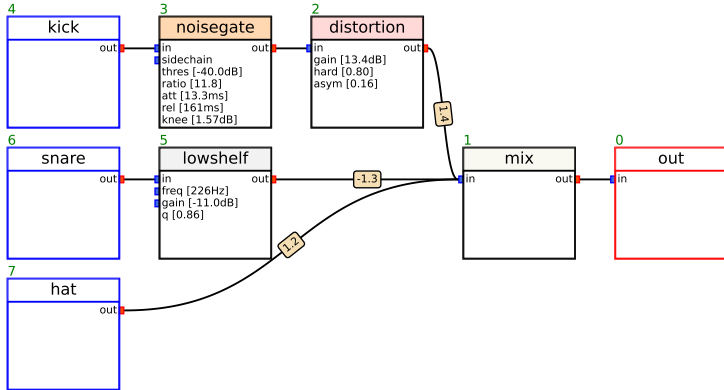 4
kick
out
3
noisegate
in
out
sidechain
thres [-40.0dB]
ratio [11.8]
att [13.3ms]
rel [161ms]
knee [1.57dB]
2
distortion
in
out
gain [13.4dB]
hard [0.80]
asym [0.16]
1.4
6
snare
out
5
lowshelf
in
out
freq [226Hz]
gain [-11.0dB]
q [0.86]
-1.3
1
mix
in
out
0
out
in
1.2
7
hat
out